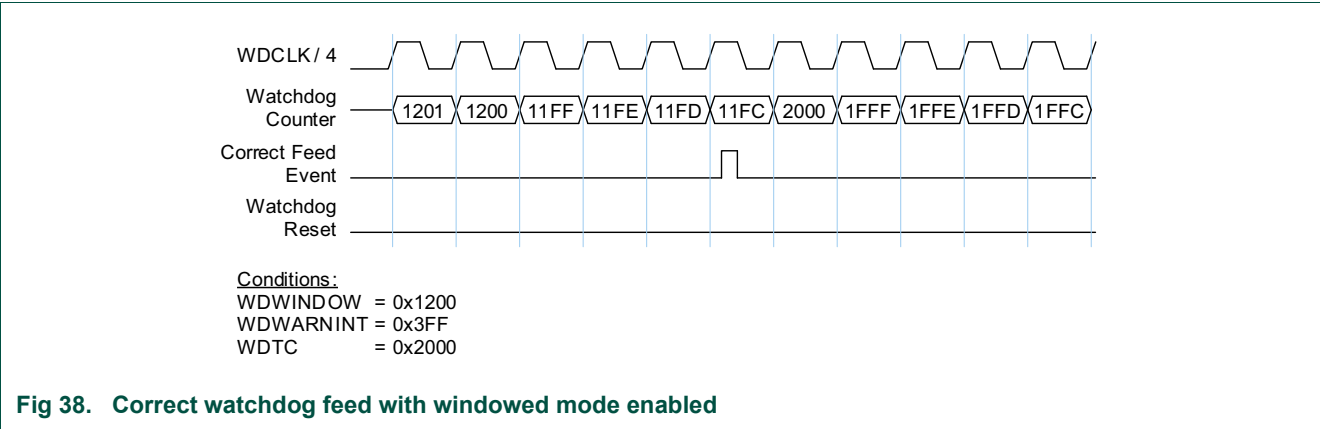 WDCLK / 4
Watchdog
Counter
1201 1200 11FF 11FE 11FD 11FC 2000 1FFF 1FFE 1FFD 1FFC
Correct Feed
Event
Watchdog
Reset
Conditions:
WDWINDOW = 0x1200
WDWARNINT = 0x3FF
WDTC = 0x2000
Fig 38. Correct watchdog feed with windowed mode enabled